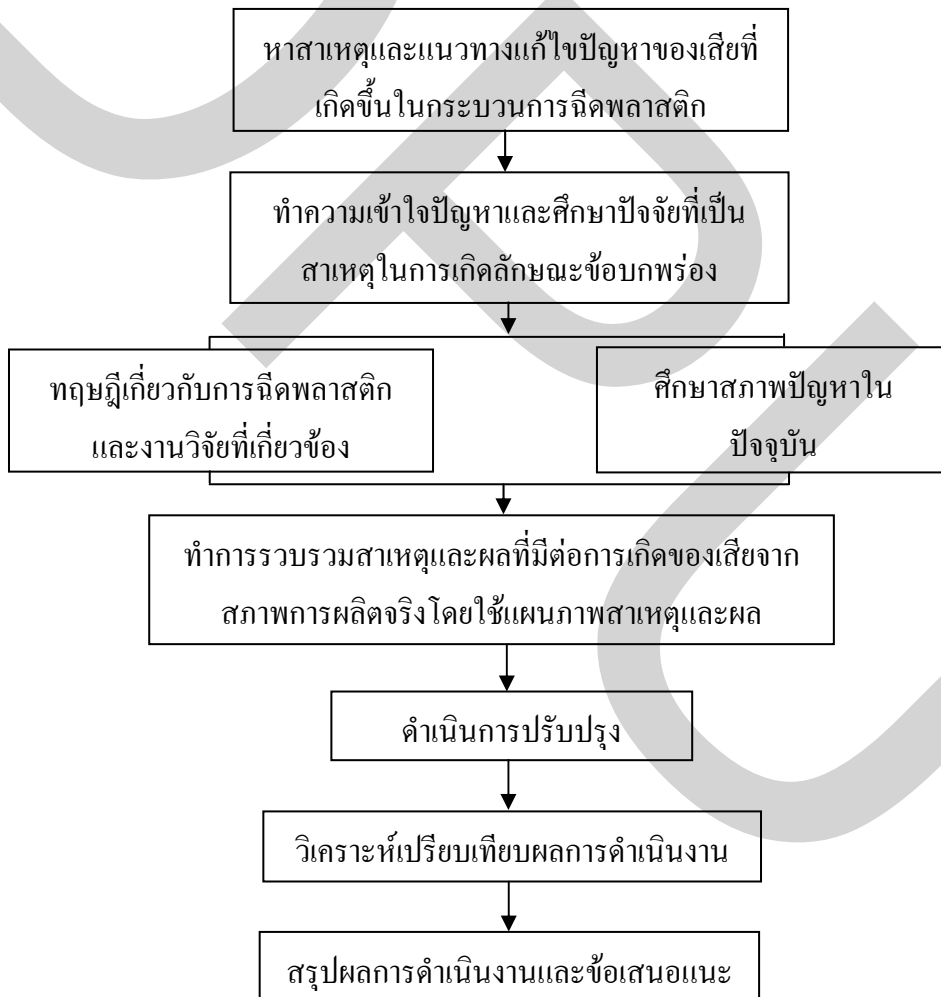 หาสาเหตุและแนวทางแก้ไขปัญหาของเสียที่
เกิดขึ้นในกระบวนการฉีดพลาสติก
ทำความเข้าใจปัญหาและศึกษาปัจจัยที่เป็น
สาเหตุในการเกิดลักษณะข้อบกพร่อง
ทฤษฎีเกี่ยวกับการฉีดพลาสติก
และงานวิจัยที่เกี่ยวข้อง
ศึกษาสภาพปัญหาใน
ปัจจุบัน
ทำการรวบรวมสาเหตุและผลที่มีต่อการเกิดของเสียจาก
สภาพการผลิตจริงโดยใช้แผนภาพสาเหตุและผล
ดำเนินการปรับปรุง
วิเคราะห์เปรียบเทียบผลการดำเนินงาน
สรุปผลการดำเนินงานและข้อเสนอแนะ